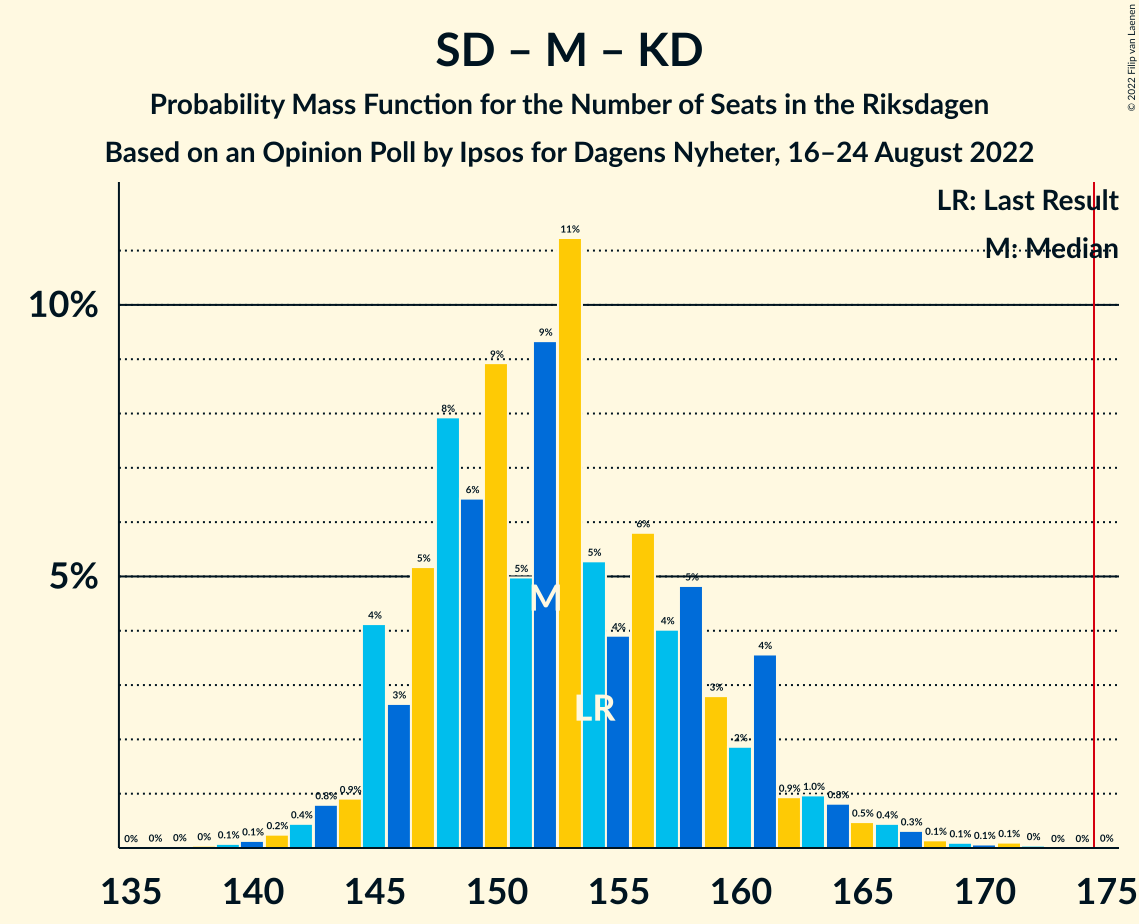 SD – M – KD
Probability Mass Function for the Number of Seats in the Riksdagen
Based on an Opinion Poll by Ipsos for Dagens Nyheter, 16–24 August 2022
© 2022 Filip van Laenen
LR: Last Result
M: Median
10%
5%
0% 0% 0% 0% 0.1% 0.1% 0.2% 0.4% 0.8% 0.9% 4% 3% 5% 8% 6% 9% 5% 9% 11% 5% 4% 6% 4% 5% 3% 2% 4% 0.9% 1.0% 0.8% 0.5% 0.4% 0.3% 0.1% 0.1% 0.1% 0.1% 0% 0% 0% 0%
M
LR
135 140 145 150 155 160 165 170 175